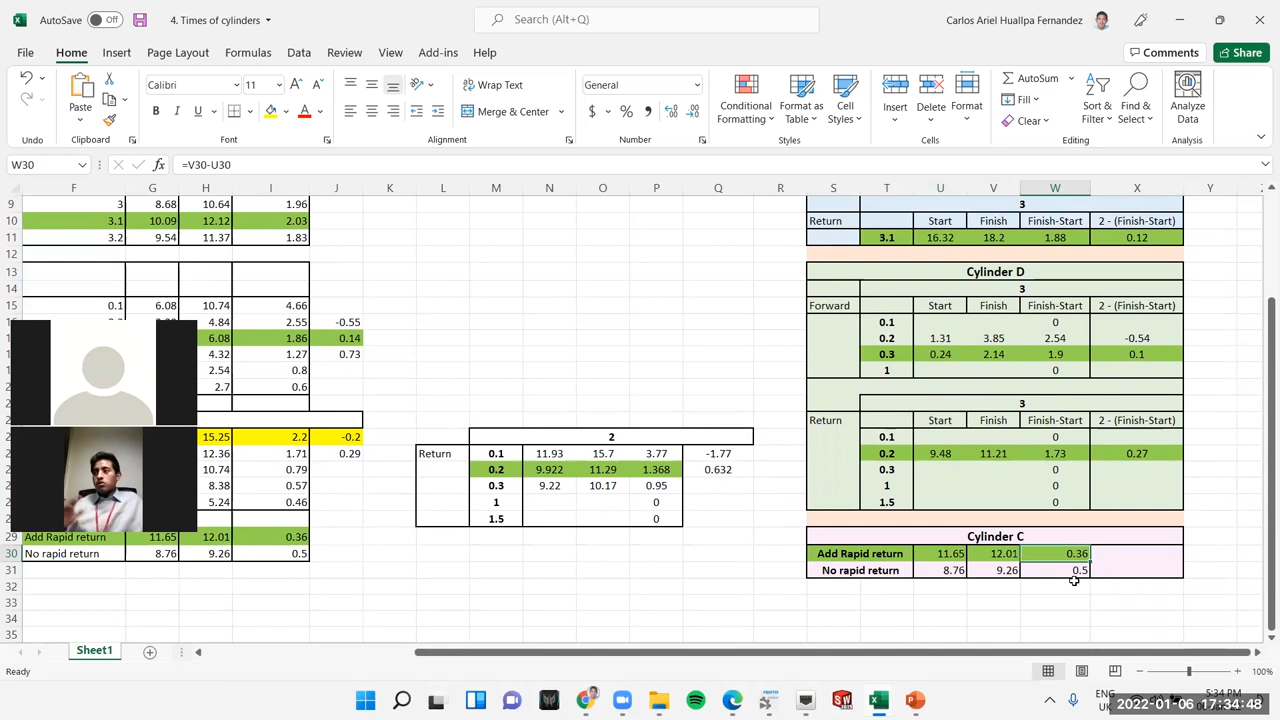 AutoSave Off 4. Times of cylinders Search (Alt+Q) Carlos Ariel Huallpa Fernandez
File Home Insert Page Layout Formulas Data Review View Add-ins Help Comments Share
Calibri 11 Wrap Text General AutoSum
Paste B I U Merge & Center $ % Conditional Formatting Format as Table Cell Styles Insert Delete Format Fill Clear Sort & Filter Find & Select Analyze Data
Undo Clipboard Font Alignment Number Styles Cells Editing Analysis
W30 fx =V30-U30
F G H I J K L M N O P Q R S T U V W X Y
9 3 8.68 10.64 1.96 3
10 3.1 10.09 12.12 2.03 Return Start Finish Finish-Start 2 - (Finish-Start)
11 3.2 9.54 11.37 1.83 3.1 16.32 18.2 1.88 0.12
12
13 Cylinder D
14 3
15 0.1 6.08 10.74 4.66 Forward Start Finish Finish-Start 2 - (Finish-Start)
4.84 2.55 -0.55 0.1 0
6.08 1.86 0.14 0.2 1.31 3.85 2.54 -0.54
4.32 1.27 0.73 0.3 0.24 2.14 1.9 0.1
2.54 0.8 1 0
2.7 0.6
3
Return Start Finish Finish-Start 2 - (Finish-Start)
15.25 2.2 -0.2 2 0.1 0
12.36 1.71 0.29 Return 0.1 11.93 15.7 3.77 -1.77 0.2 9.48 11.21 1.73 0.27
10.74 0.79 0.2 9.922 11.29 1.368 0.632 0.3 0
8.38 0.57 0.3 9.22 10.17 0.95 1 0
5.24 0.46 1 0 1.5 0
1.5 0
29 Add Rapid return 11.65 12.01 0.36 Cylinder C
30 No rapid return 8.76 9.26 0.5 Add Rapid return 11.65 12.01 0.36
31 No rapid return 8.76 9.26 0.5
32
33
34
35
Sheet1
Ready 100%
ENG 5:34 PM
UK
2022-01-06 17:34:48